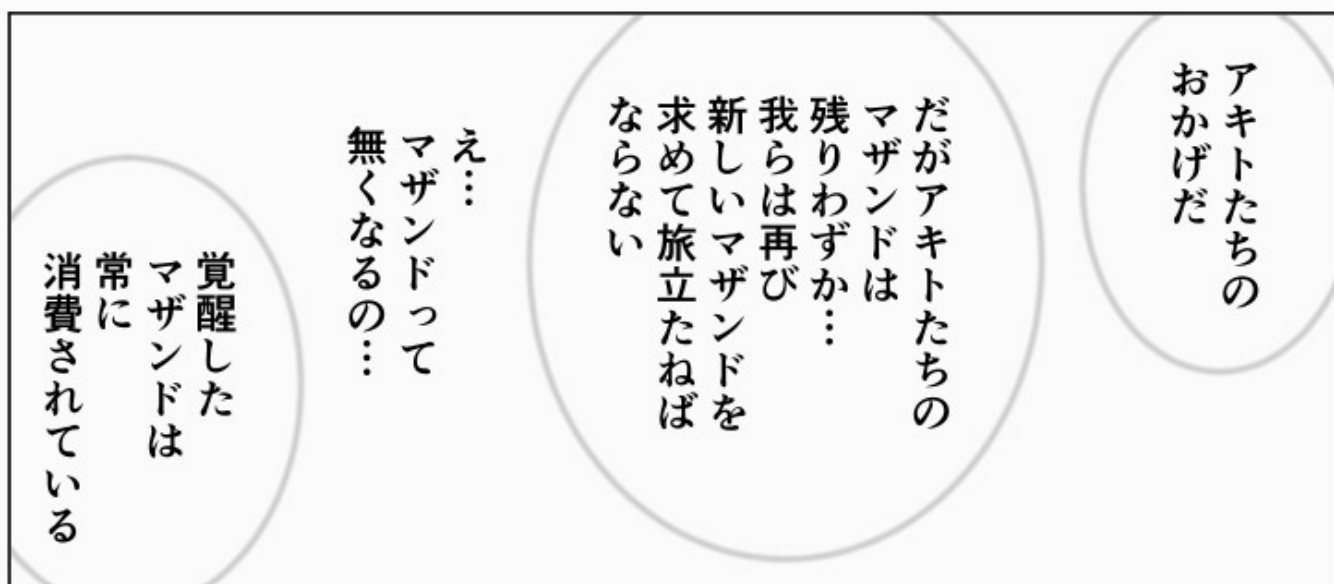 アキトたちの
おかげだ
だがアキトたちの
マザンドは
残りわずか…
我らは再び
新しいマザンドを
求めて旅立たねば
ならない
え…
マザンドって
無くなるの…
覚醒した
マザンドは
常に
消費されている